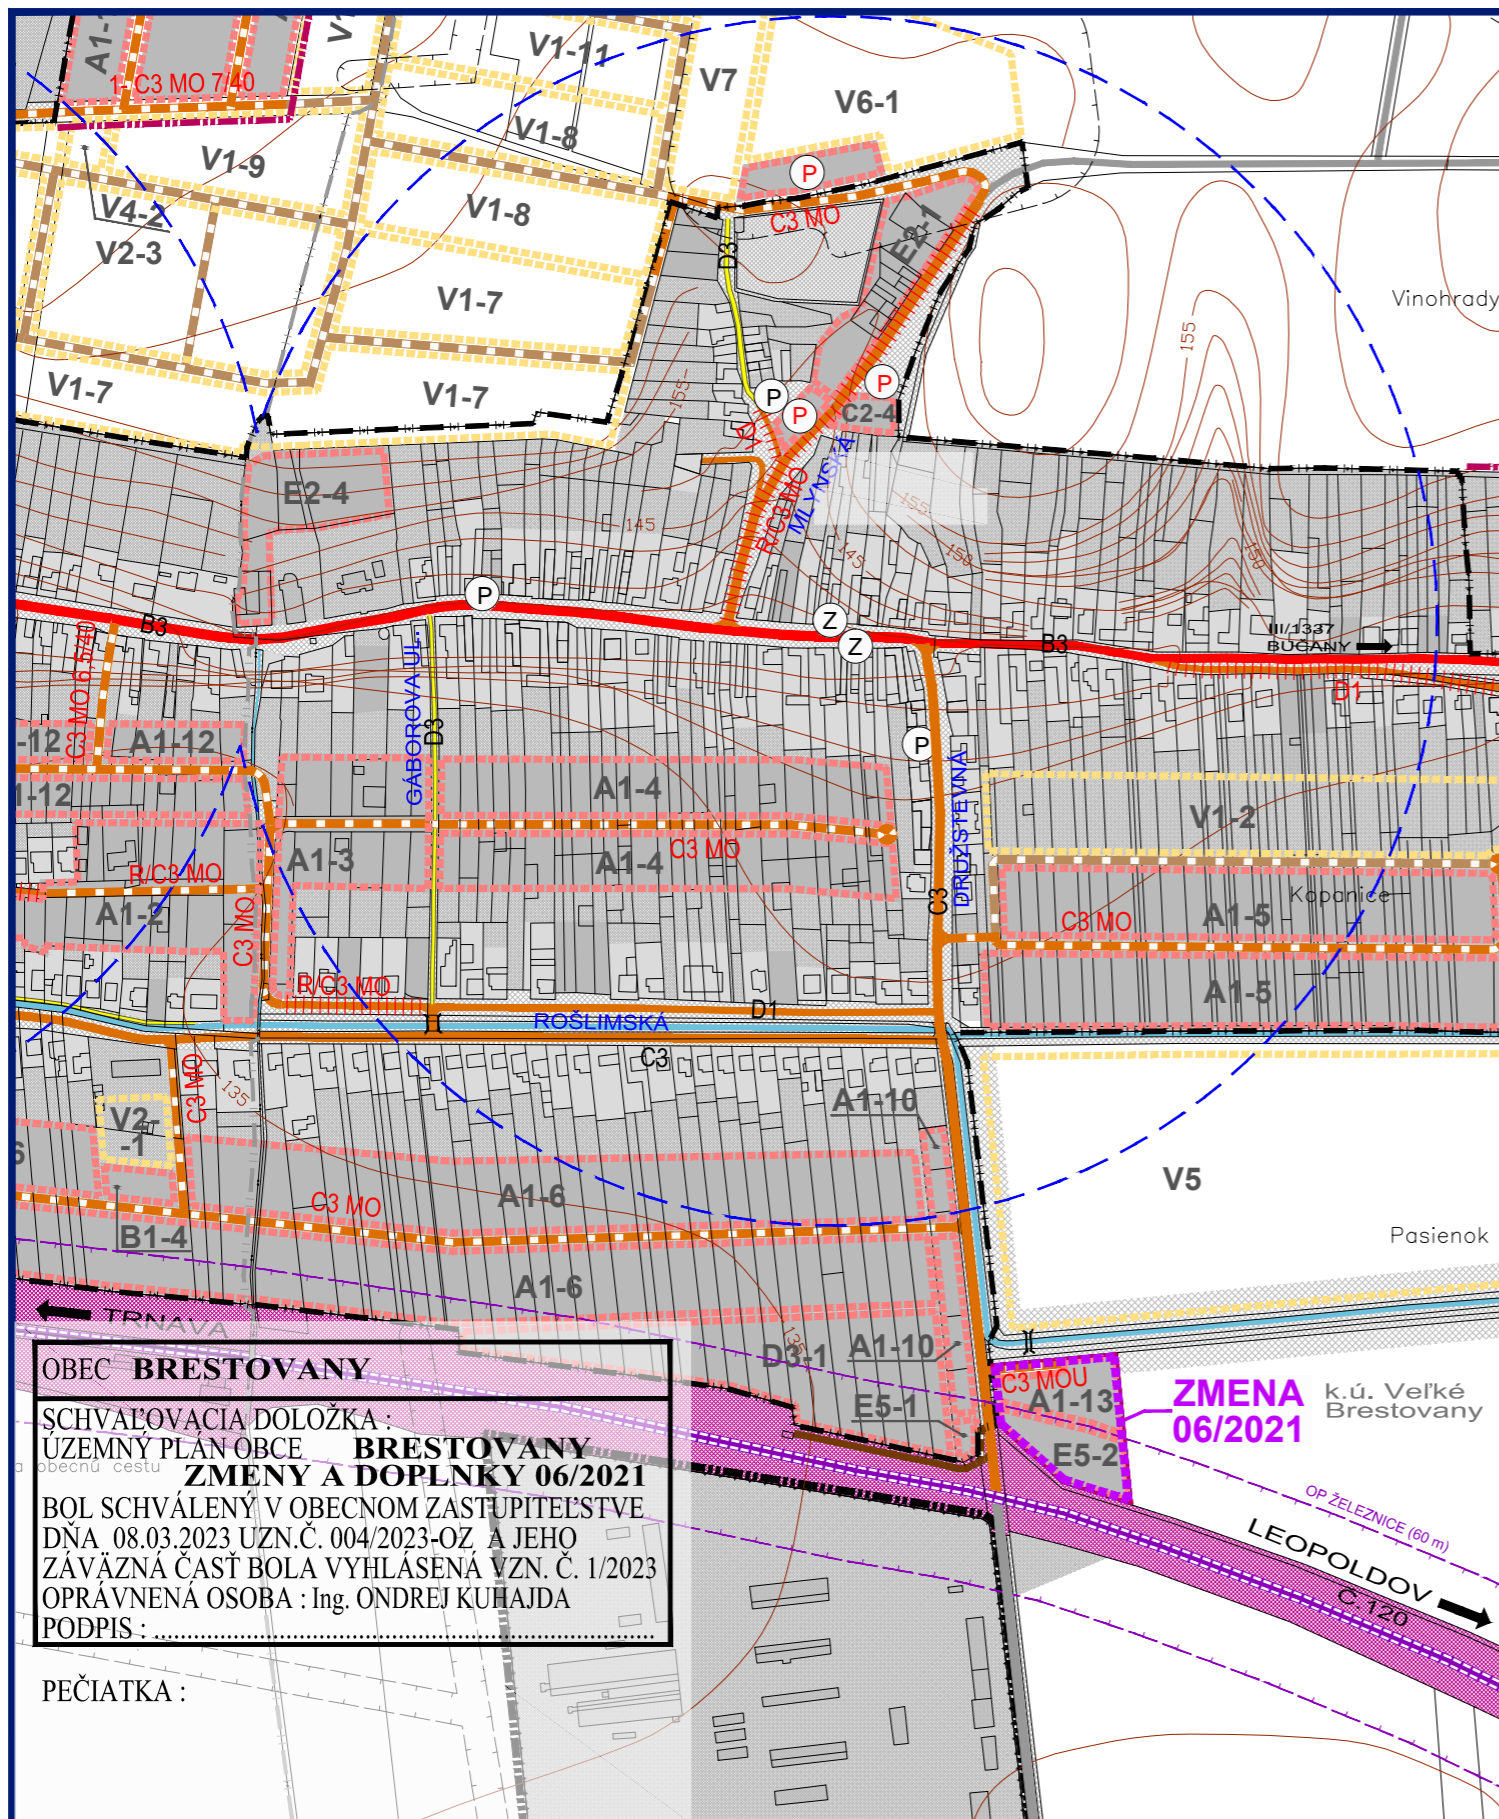 V1-11
V7
V6-1
1- C3 MO 7/40
V1-8
V1-9
P
V4-2
V1-8
C3 MO
E2-1
V2-3
D3
V1-7
Vinohrady
155
V1-7
V1-7
155
P
P
P
C2-4
E2-4
145
R/C3 MO
MLYNSKÁ
155
145
150
150
P
B3
Z
Z
B3
III/1337
BUČANY
D1
C3 MO 6,5/40
GÁBOROVA UL.
D3
-12
A1-12
P
DRUŽSTEVNÁ
A1-4
1-12
V1-2
A1-3
A1-4
C3 MO
R/C3 MO
Kopanice
A1-2
C3 MO
C3
C3 MO
A1-5
R/C3 MO
A1-5
D1
ROŠLIMSKÁ
C3
C3 MO
135
A1-10
V2-
-1
6
V5
A1-6
C3 MO
B1-4
Pasienok
A1-6
TRNAVA
135
D3-1
A1-10
C3 MOU
A1-13
ZMENA
06/2021
k.ú. Veľké
Brestovany
E5-1
E5-2
OP ŽELEZNICE (60 m)
LEOPOLDOV
Č.120
OBEC BRESTOVANY
SCHVAĽOVACIA DOLOŽKA :
ÚZEMNÝ PLÁN OBCE BRESTOVANY
a obecnú cestu
ZMENY A DOPLNKY 06/2021
BOL SCHVÁLENÝ V OBECNOM ZASTUPITEĽSTVE
DŇA 08.03.2023 UZN.Č. 004/2023-OZ A JEHO
ZÁVÄZNÁ ČASŤ BOLA VYHLÁSENÁ VZN. Č. 1/2023
OPRÁVNENÁ OSOBA : Ing. ONDREJ KUHAJDA
PODPIS : ....................................................................................
PEČIATKA :